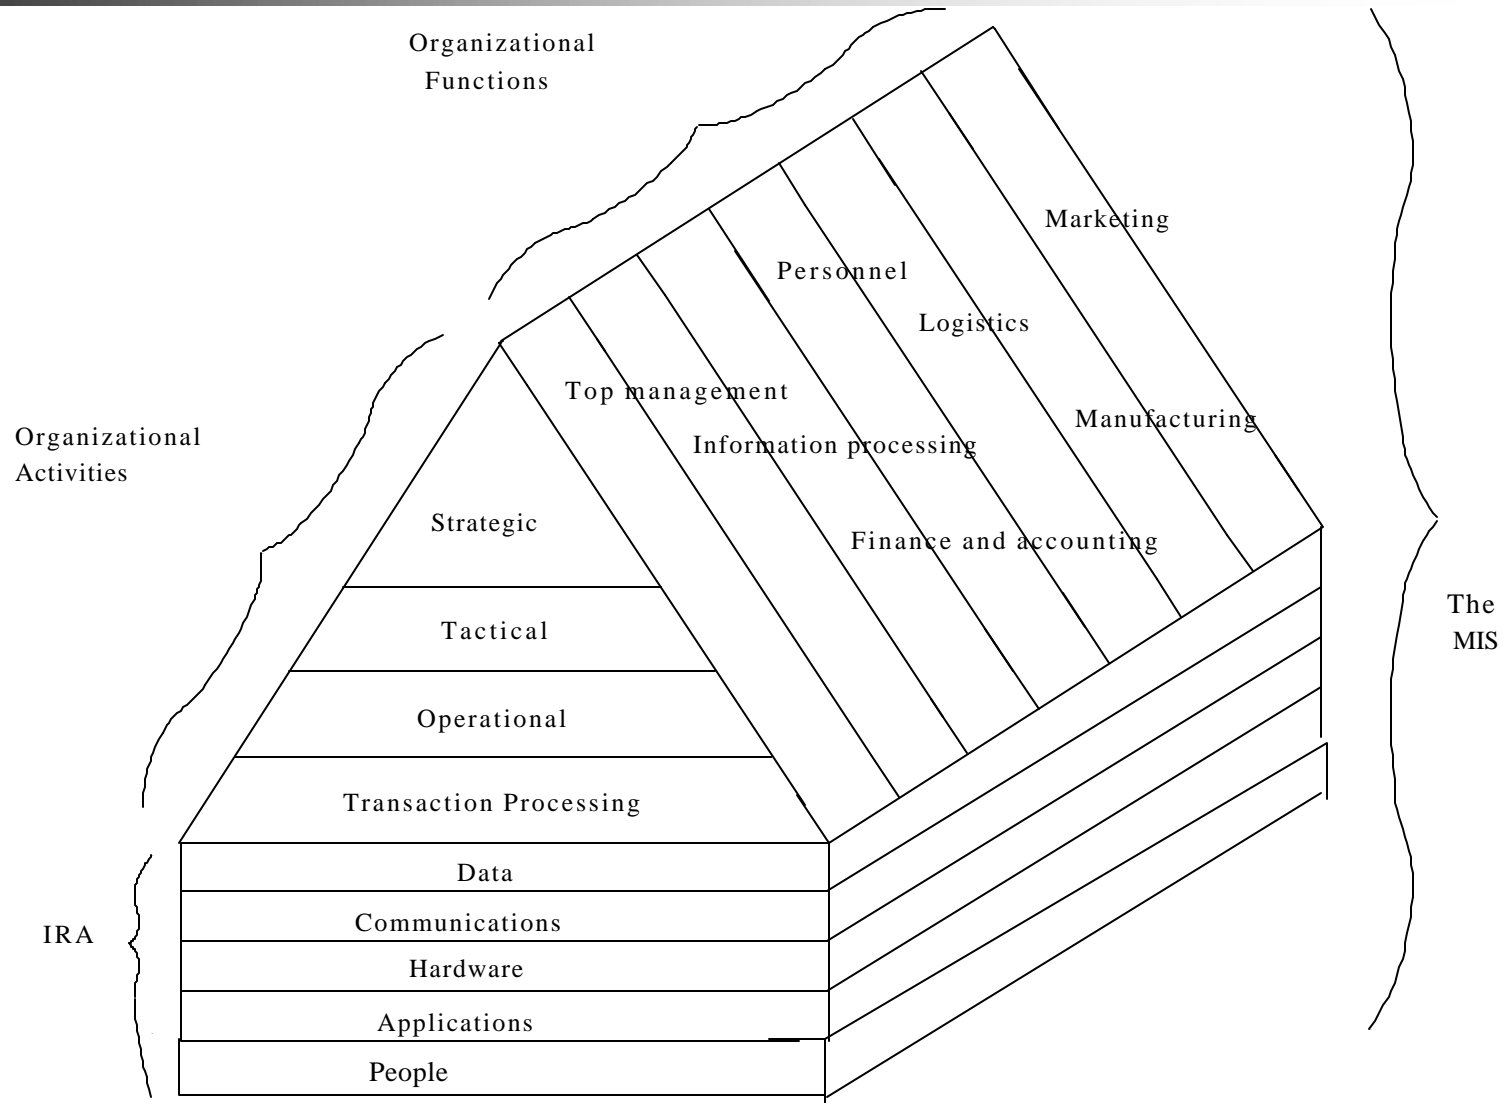 Organizational
Functions
Marketing
Personnel
Logistics
Top management
Manufacturing
Information processing
Finance and accounting
Organizational
Activities
Strategic
Tactical
Operational
Transaction Processing
The
MIS
IRA
Data
Communications
Hardware
Applications
People